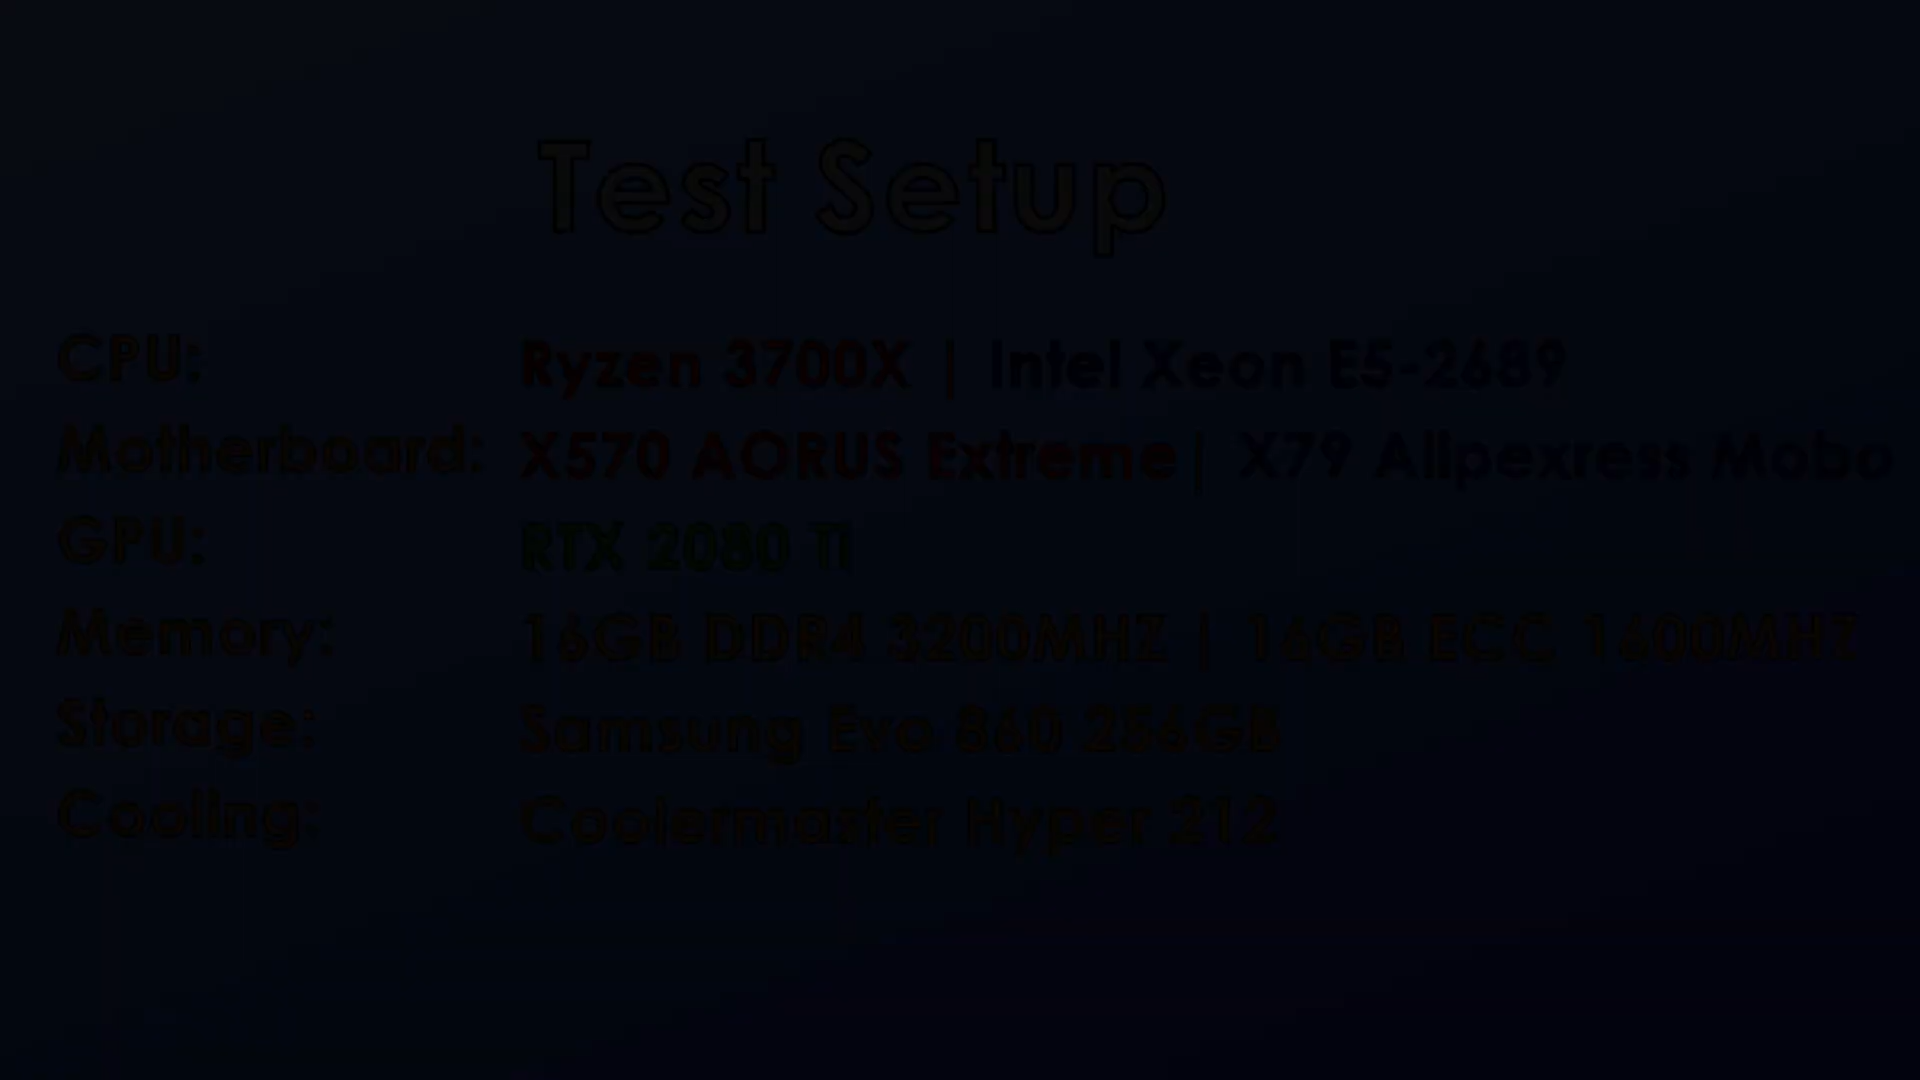 Test Setup
CPU: Ryzen 3700X | Intel Xeon E5-2689
Motherboard: X570 AORUS Extreme| X79 Alipexress Mobo
GPU: RTX 2080 TI
Memory: 16GB DDR4 3200MHZ | 16GB ECC 1600MHZ
Storage: Samsung Evo 860 256GB
Cooling: Coolermaster Hyper 212